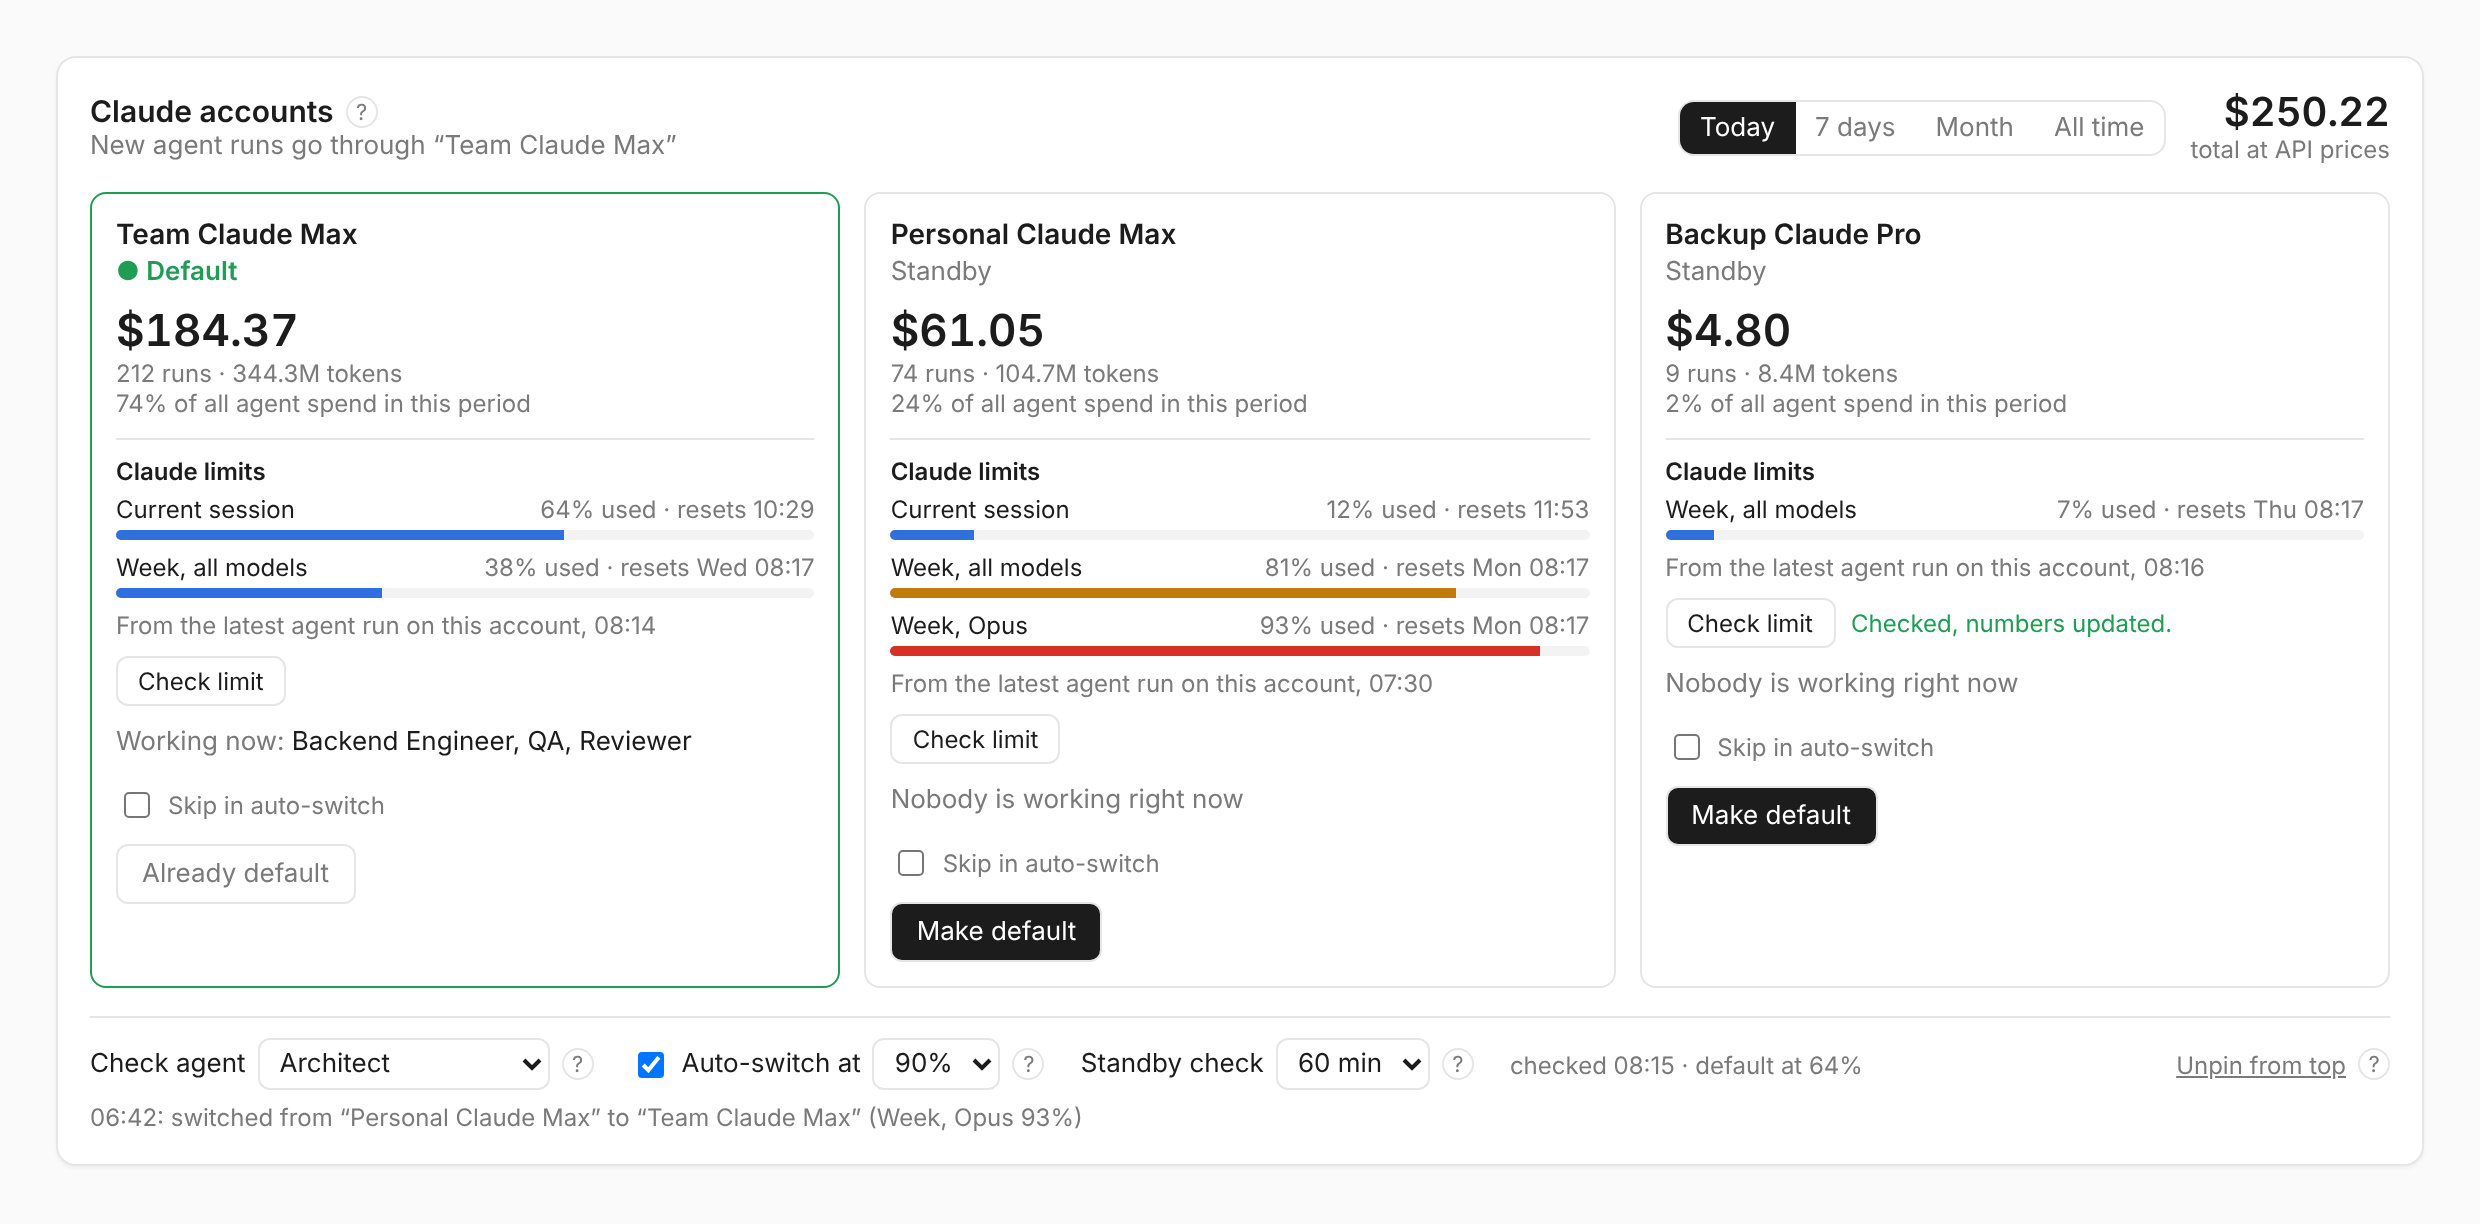 Claude accounts ?
New agent runs go through “Team Claude Max”
Today 7 days Month All time
$250.22
total at API prices
Team Claude Max
Default
$184.37
212 runs · 344.3M tokens
74% of all agent spend in this period
Claude limits
Current session 64% used · resets 10:29
Week, all models 38% used · resets Wed 08:17
From the latest agent run on this account, 08:14
Check limit
Working now: Backend Engineer, QA, Reviewer
Skip in auto-switch
Already default
Personal Claude Max
Standby
$61.05
74 runs · 104.7M tokens
24% of all agent spend in this period
Claude limits
Current session 12% used · resets 11:53
Week, all models 81% used · resets Mon 08:17
Week, Opus 93% used · resets Mon 08:17
From the latest agent run on this account, 07:30
Check limit
Nobody is working right now
Skip in auto-switch
Make default
Backup Claude Pro
Standby
$4.80
9 runs · 8.4M tokens
2% of all agent spend in this period
Claude limits
Week, all models 7% used · resets Thu 08:17
From the latest agent run on this account, 08:16
Check limit Checked, numbers updated.
Nobody is working right now
Skip in auto-switch
Make default
Check agent Architect ? Auto-switch at 90% ? Standby check 60 min ? checked 08:15 · default at 64% Unpin from top ?
06:42: switched from “Personal Claude Max” to “Team Claude Max” (Week, Opus 93%)